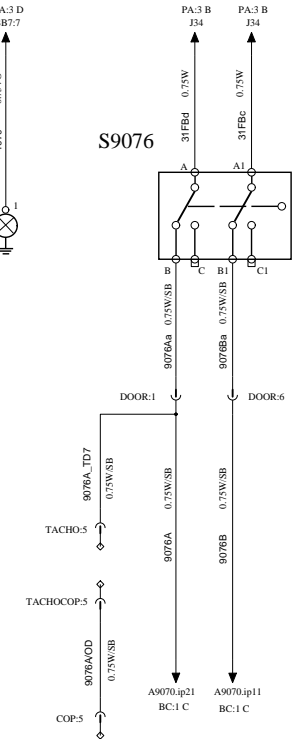 A:3 D
B7:7
PA:3 B
J34
PA:3 B
J34
0.75W
31FBd
0.75W
31FBc
S9076
A
A1
1
B
C
B1
C1
9076Aa 0.75W/SB
9076Ba 0.75W/SB
DOOR:1
DOOR:6
9076A_TD7
0.75W/SB
9076A
0.75W/SB
9076B
0.75W/SB
TACHO:5
TACHOCOP:5
9076A/OD
0.75W/SB
A9070.ip21
BC:1 C
A9070.ip11
BC:1 C
COP:5